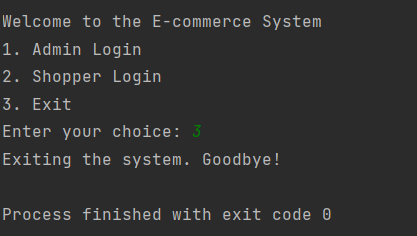 Welcome to the E-commerce System
1. Admin Login
2. Shopper Login
3. Exit
Enter your choice: 3
Exiting the system. Goodbye!
Process finished with exit code 0